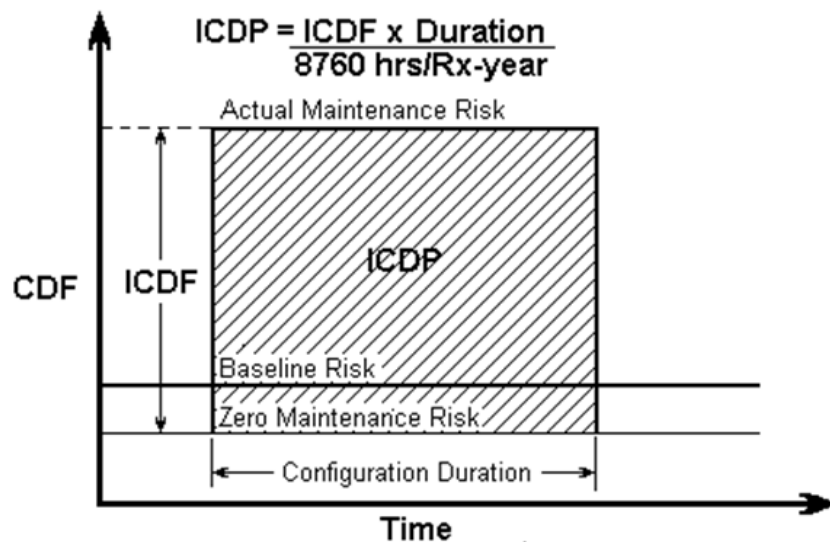 ICDP = ICDF x Duration
8760 hrs/Rx-year
Actual Maintenance Risk
CDF
ICDF
ICDP
Baseline Risk
Zero Maintenance Risk
Configuration Duration
Time